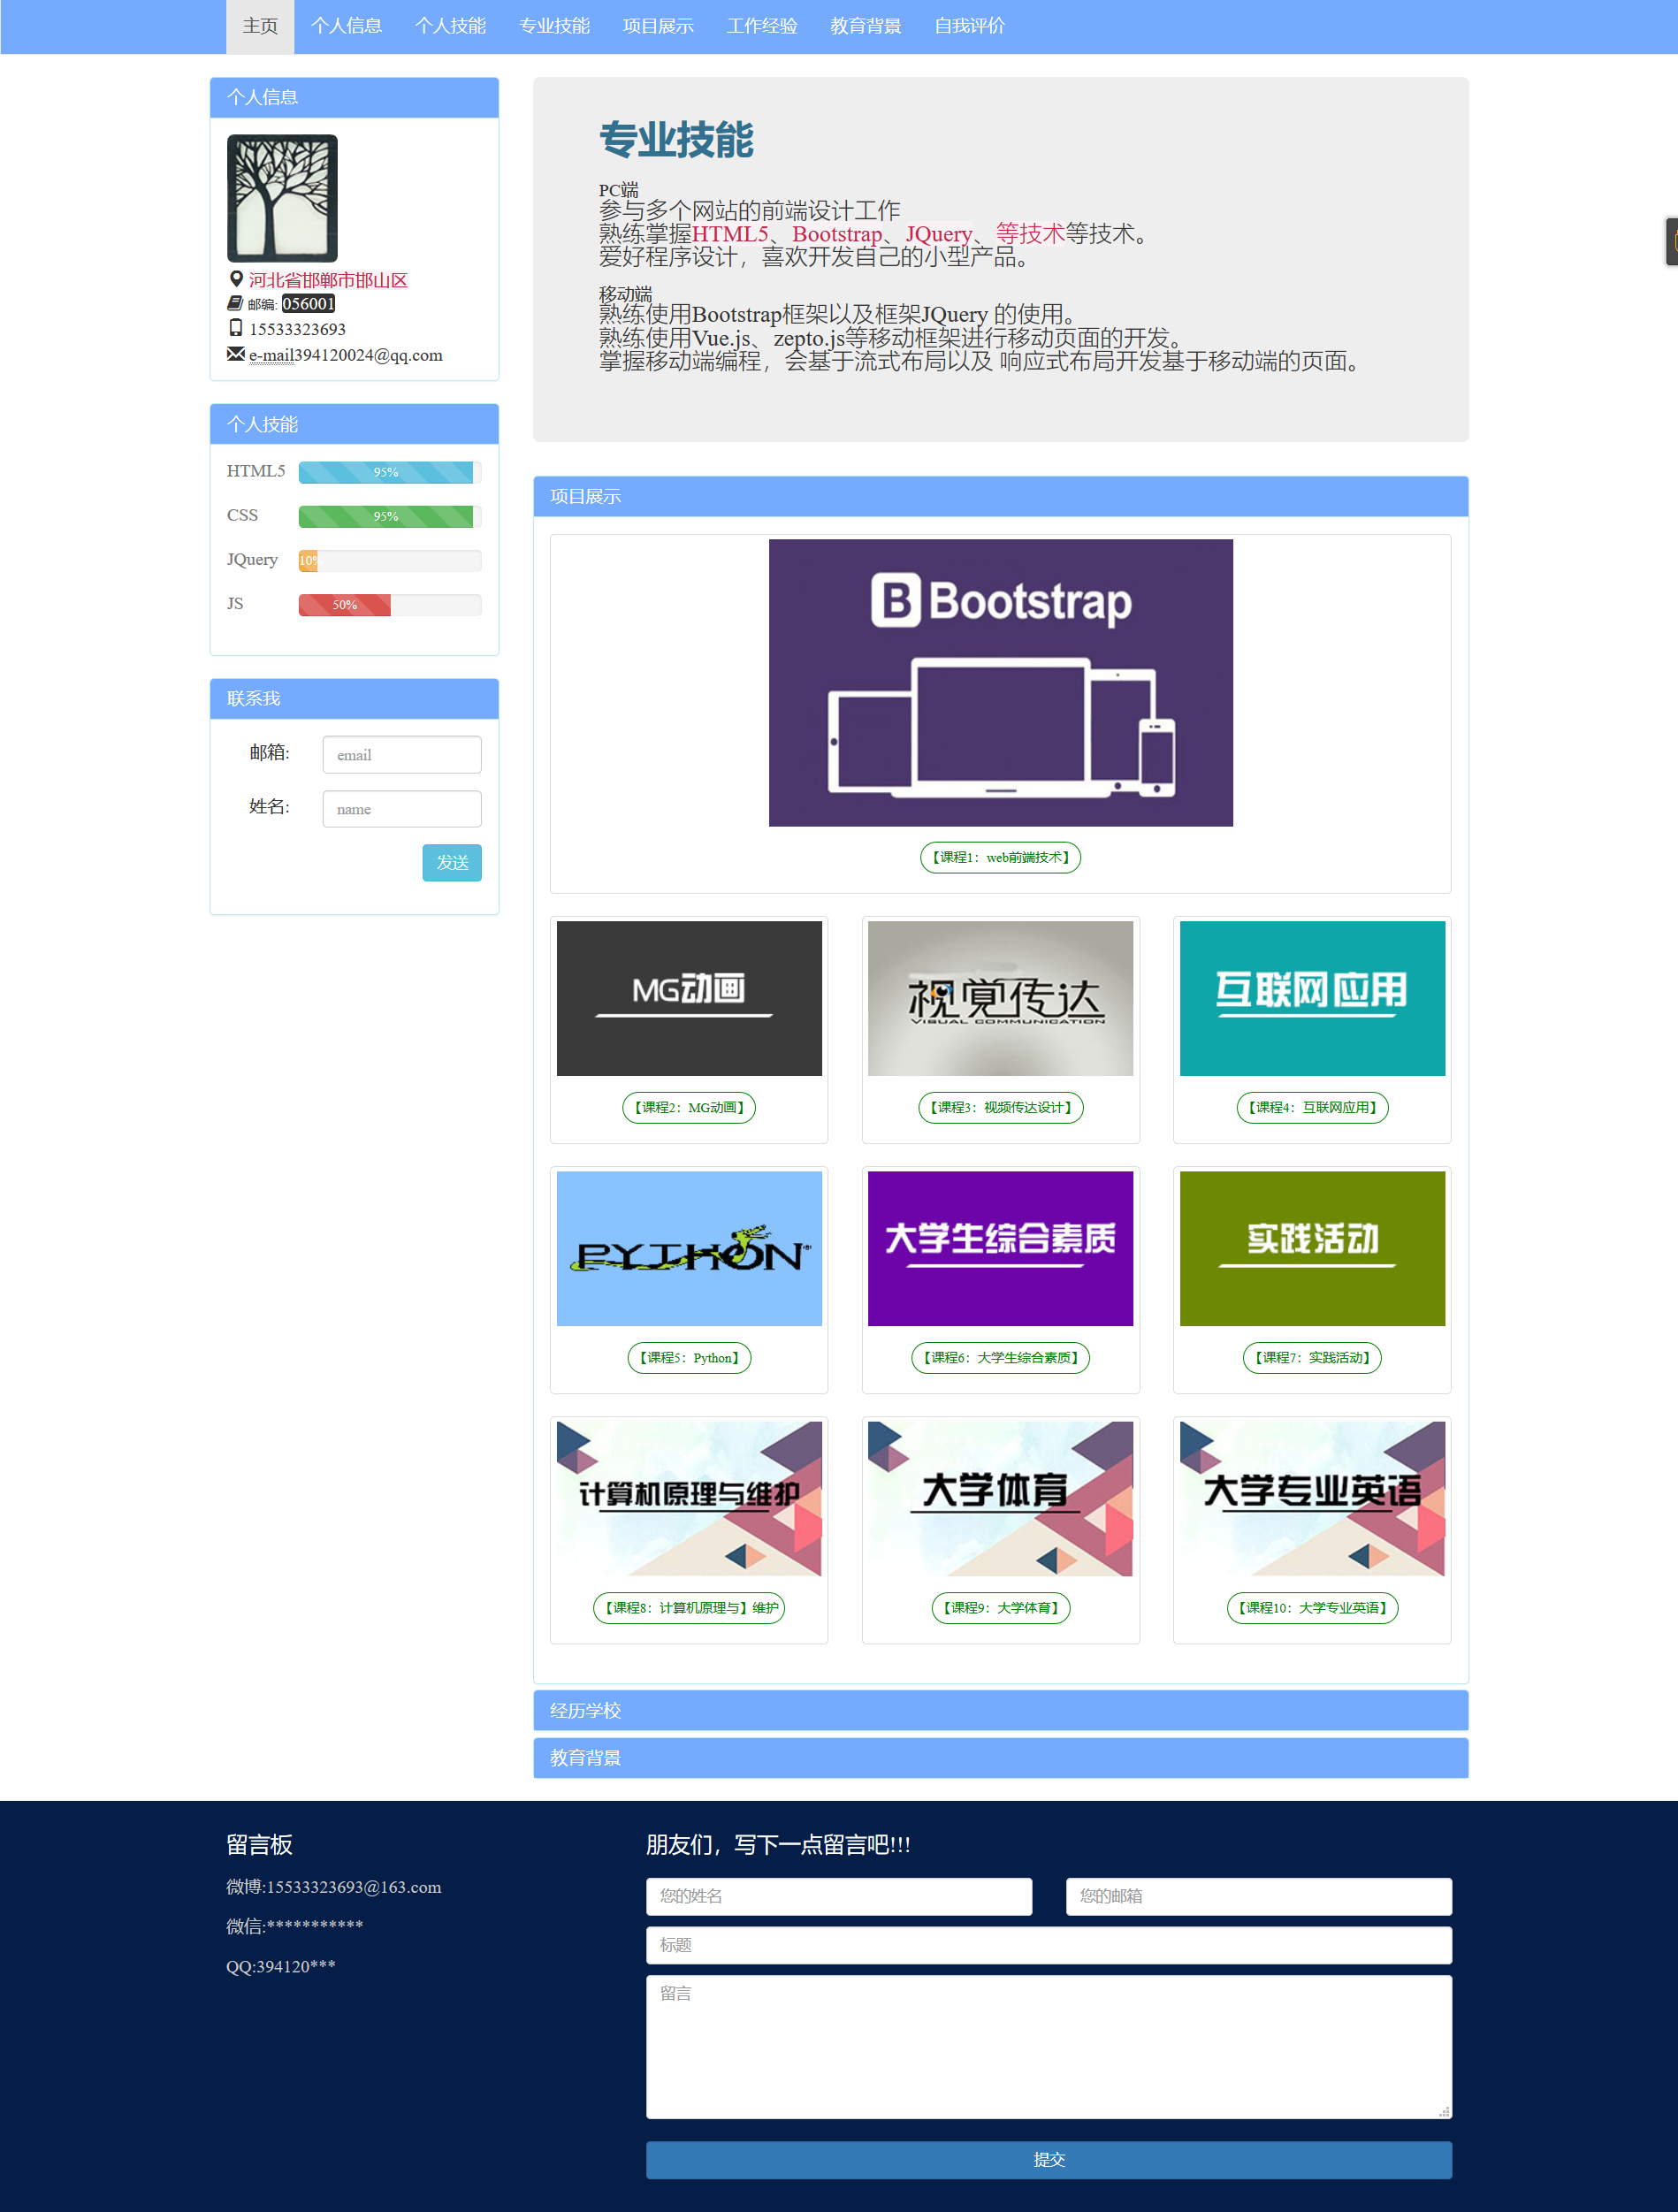 主页 个人信息 个人技能 专业技能 项目展示 工作经验 教育背景 自我评价
个人信息
河北省邯郸市邯山区
邮编: 056001
15533323693
e-mail394120024@qq.com
个人技能
HTML5 95%
CSS 95%
JQuery 10%
JS 50%
联系我
邮箱: email
姓名: name
发送
专业技能
PC端
参与多个网站的前端设计工作
熟练掌握HTML5、Bootstrap、JQuery、等技术等技术。
爱好程序设计，喜欢开发自己的小型产品。
移动端
熟练使用Bootstrap框架以及框架JQuery 的使用。
熟练使用Vue.js、zepto.js等移动框架进行移动页面的开发。
掌握移动端编程，会基于流式布局以及 响应式布局开发基于移动端的页面。
项目展示
B Bootstrap
【课程1：web前端技术】
MG动画
视觉传达
VISUAL COMMUNICATION
互联网应用
【课程2：MG动画】
【课程3：视频传达设计】
【课程4：互联网应用】
PYTHON
大学生综合素质
实践活动
【课程5：Python】
【课程6：大学生综合素质】
【课程7：实践活动】
计算机原理与维护
大学体育
大学专业英语
【课程8：计算机原理与】维护
【课程9：大学体育】
【课程10：大学专业英语】
经历学校
教育背景
留言板
微博:15533323693@163.com
微信:***********
QQ:394120***
朋友们，写下一点留言吧!!!
您的姓名 您的邮箱
标题
留言
提交